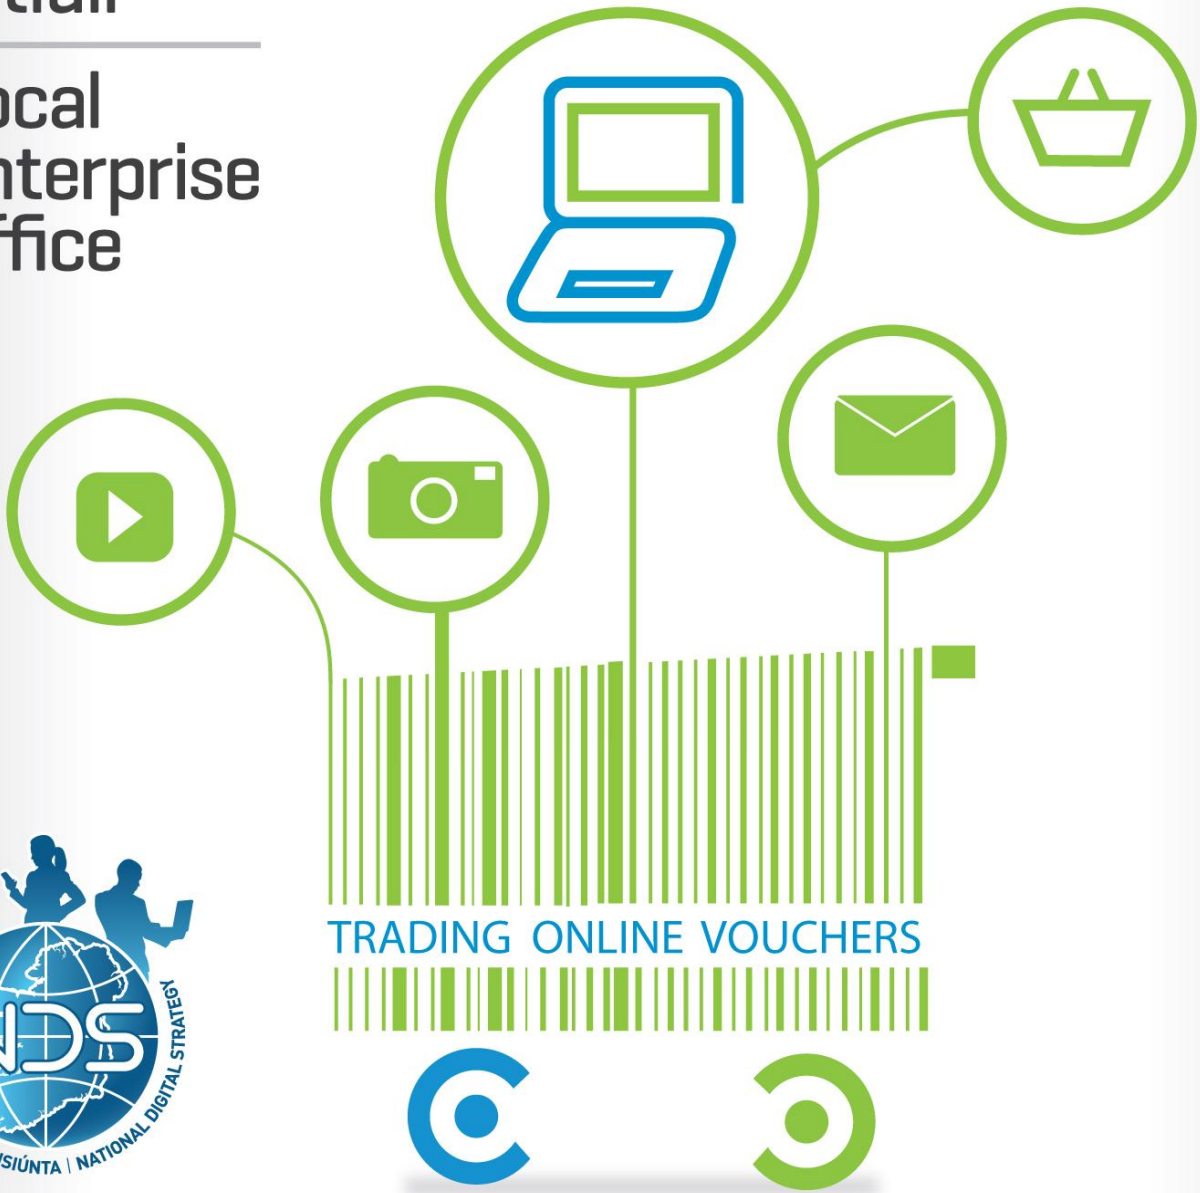 ocal
nterprise
ffice
TRADING ONLINE VOUCHERS
NDS
SIÚNTA | NATIONAL DIGITAL STRATEGY